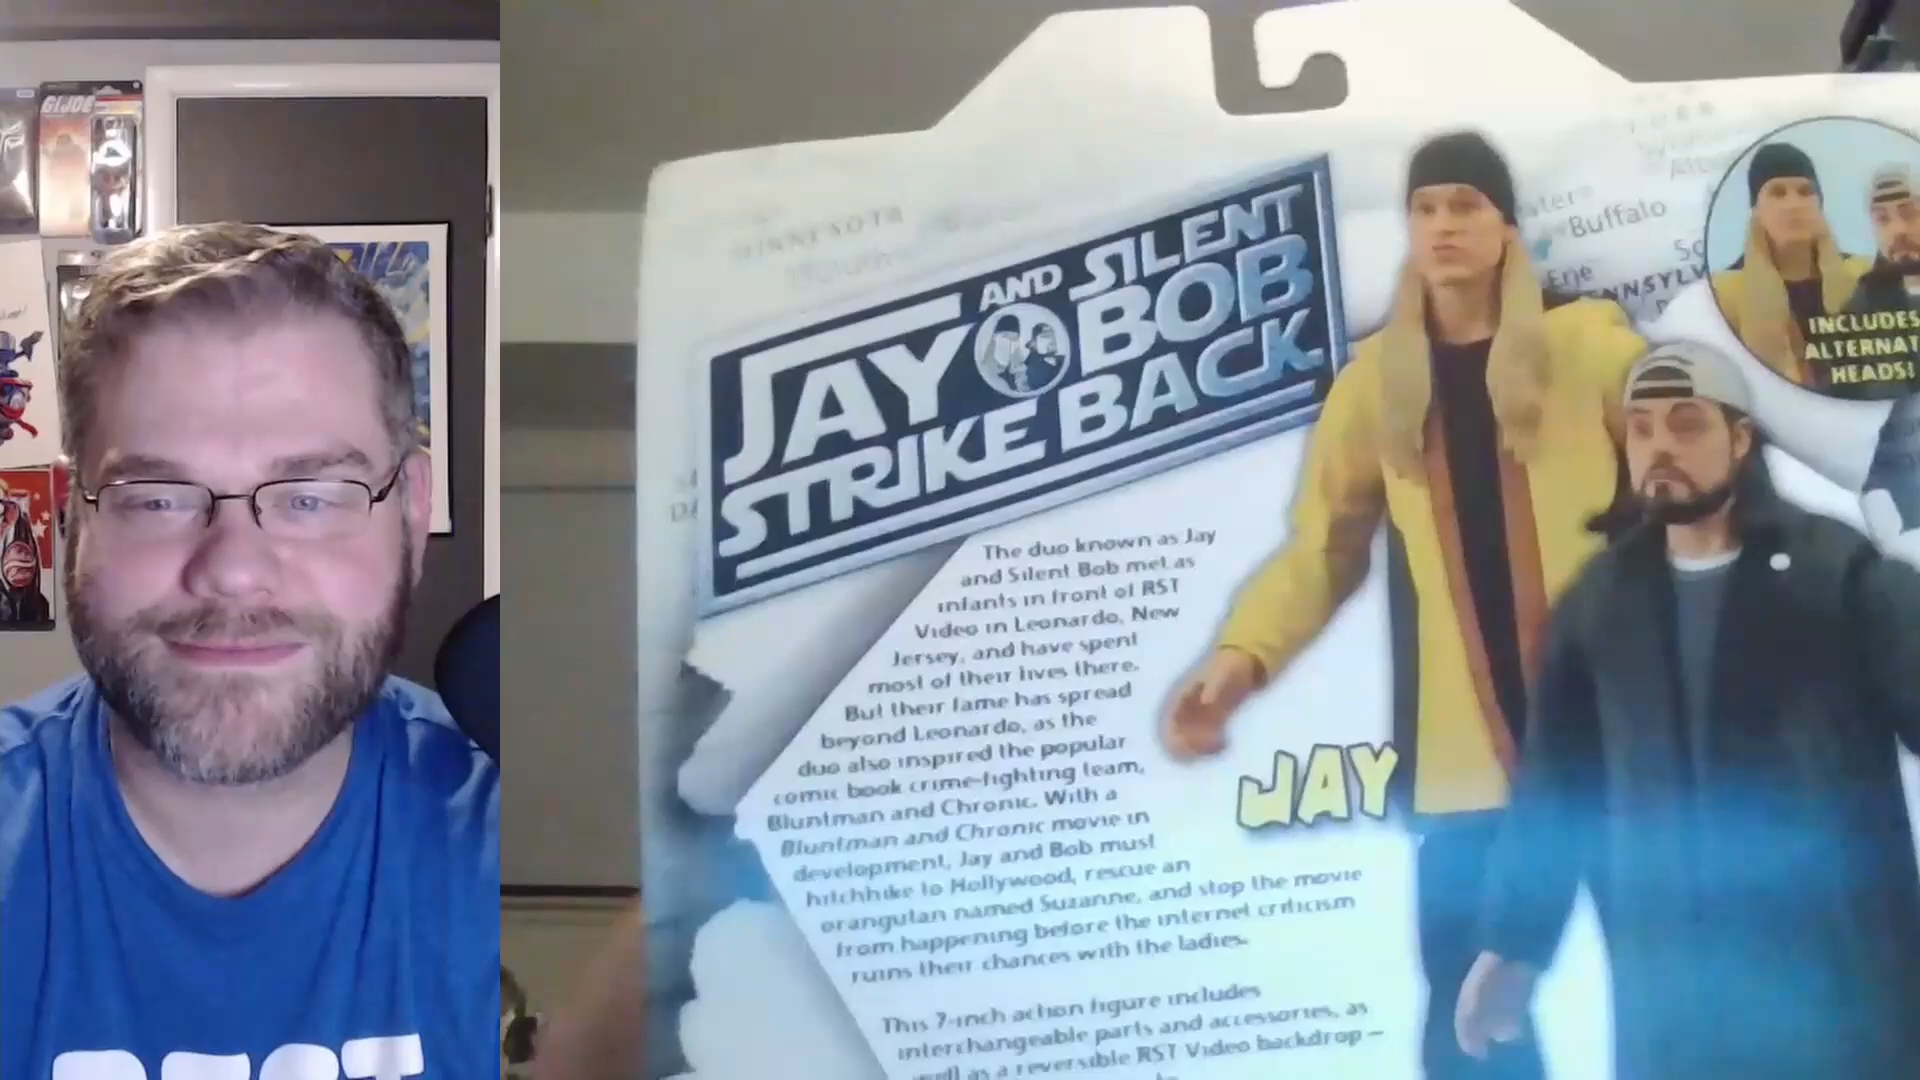 GI JOE
MINNESOTA
Buffalo
Erie
AND SILENT
JAY BOB
STRIKE BACK
INCLUDES
ALTERNAT
HEADS!
The duo known as Jay
and Silent Bob met as
infants in front of RST
Video in Leonardo, New
Jersey, and have spent
most of their lives there.
But their fame has spread
beyond Leonardo, as the
duo also inspired the popular
comic book crime-fighting team,
Bluntman and Chronic. With a
Bluntman and Chronic movie in
development, Jay and Bob must
hitchhike to Hollywood, rescue an
orangutan named Suzanne, and stop the movie
from happening before the internet criticism
ruins their chances with the ladies.
JAY
This 7-inch action figure includes
interchangeable parts and accessories, as
well as a reversible RST Video backdrop –
BEST